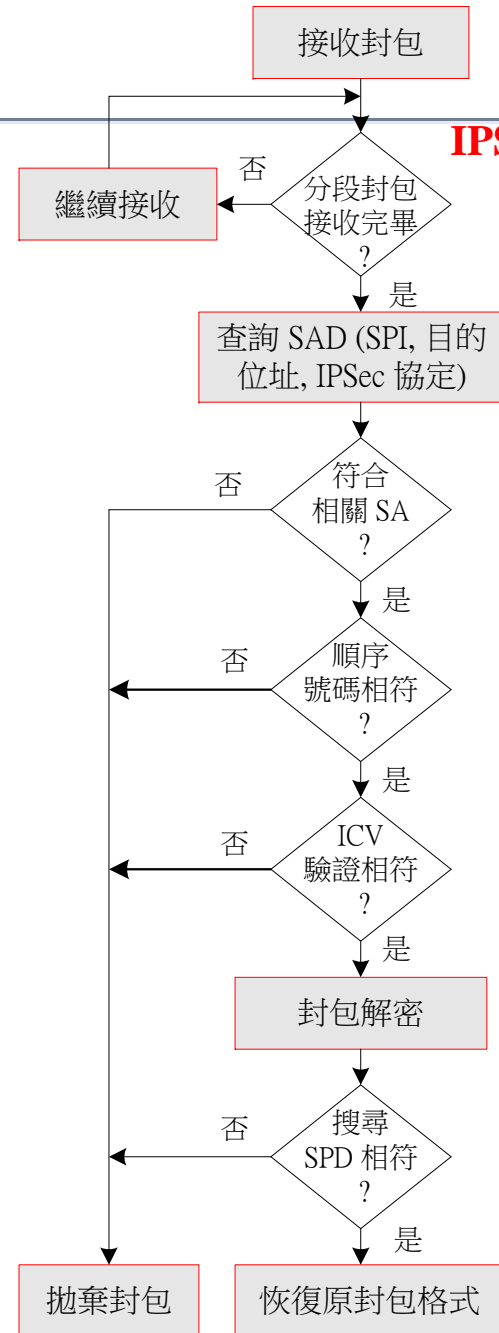 接收封包
IPS
否
繼續接收
分段封包
接收完畢
?
是
查詢 SAD (SPI, 目的
位址, IPSec 協定)
否
符合
相關 SA
?
是
否
順序
號碼相符
?
是
否
ICV
驗證相符
?
是
封包解密
否
搜尋
SPD 相符
?
是
拋棄封包
恢復原封包格式